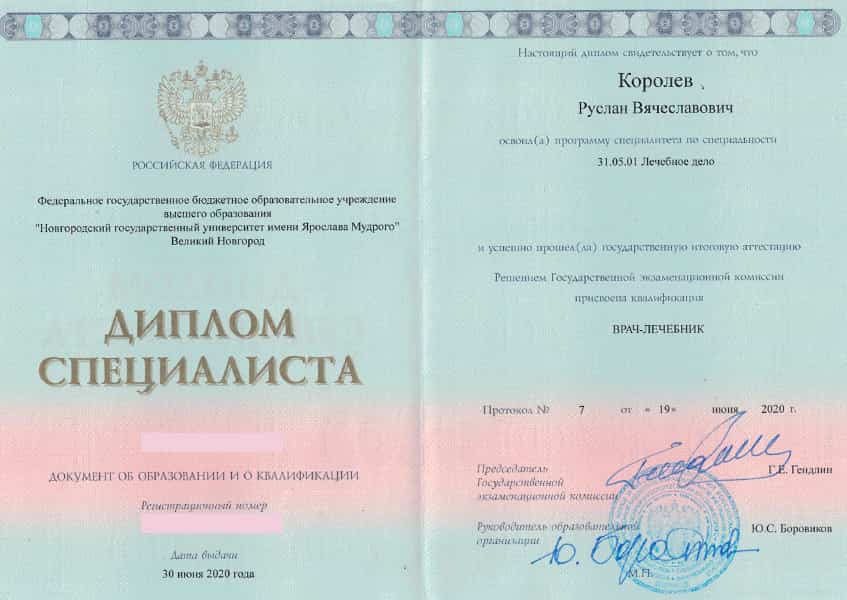 РОССИЙСКАЯ ФЕДЕРАЦИЯ
Федеральное государственное бюджетное образовательное учреждение
высшего образования
"Новгородский государственный университет имени Ярослава Мудрого"
Великий Новгород
ДИПЛОМ
СПЕЦИАЛИСТА
ДОКУМЕНТ ОБ ОБРАЗОВАНИИ И О КВАЛИФИКАЦИИ
Регистрационный номер
Дата выдачи
30 июня 2020 года
Настоящий диплом свидетельствует о том, что
Королев
Руслан Вячеславович
освоил(а) программу специалитета по специальности
31.05.01 Лечебное дело
и успешно прошел(ла) государственную итоговую аттестацию
Решением Государственной экзаменационной комиссии
присвоена квалификация
ВРАЧ-ЛЕЧЕБНИК
Протокол № 7 от « 19» июня 2020 г.
Председатель
Государственной
экзаменационной комиссии
Г.Е. Гендлин
Руководитель образовательной
организации
Ю.С. Боровиков
М.П.